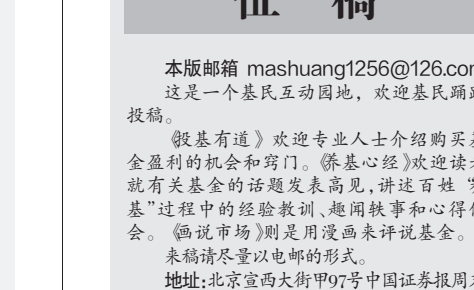 征 稿
本版邮箱 mashuang1256@126.com
这是一个基民互动园地，欢迎基民踊跃
投稿。
《投基有道》欢迎专业人士介绍购买基
金盈利的机会和窍门。《养基心经》欢迎读者
就有关基金的话题发表高见，讲述百姓“
基”过程中的经验教训、趣闻轶事和心得体
会。《画说市场》则是用漫画来评说基金。
来稿请尽量以电邮的形式。
地址：北京宣西大街甲97号中国证券报周